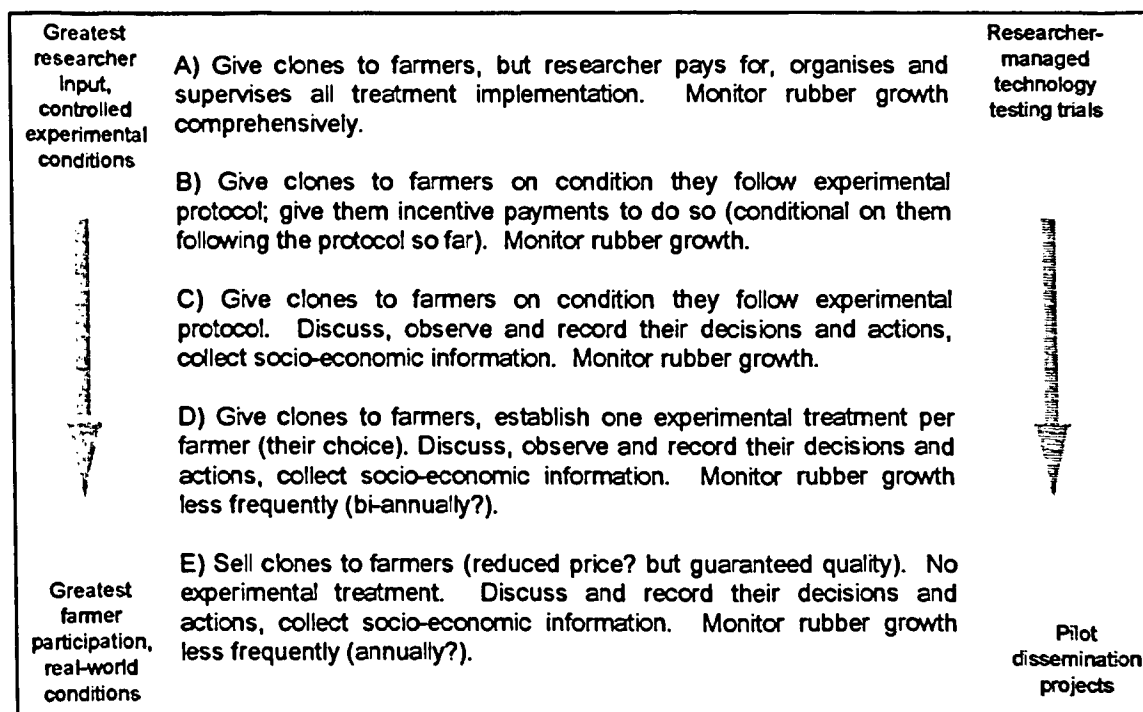 Greatest
researcher
input,
controlled
experimental
conditions
A) Give clones to farmers, but researcher pays for, organises and
supervises all treatment implementation. Monitor rubber growth
comprehensively.
B) Give clones to farmers on condition they follow experimental
protocol; give them incentive payments to do so (conditional on them
following the protocol so far). Monitor rubber growth.
C) Give clones to farmers on condition they follow experimental
protocol. Discuss, observe and record their decisions and actions,
collect socio-economic information. Monitor rubber growth.
D) Give clones to farmers, establish one experimental treatment per
farmer (their choice). Discuss, observe and record their decisions and
actions, collect socio-economic information. Monitor rubber growth
less frequently (bi-annually?).
E) Sell clones to farmers (reduced price? but guaranteed quality). No
experimental treatment. Discuss and record their decisions and
actions, collect socio-economic information. Monitor rubber growth
less frequently (annually?).
Greatest
farmer
participation,
real-world
conditions
Researcher-
managed
technology
testing trials
Pilot
dissemination
projects